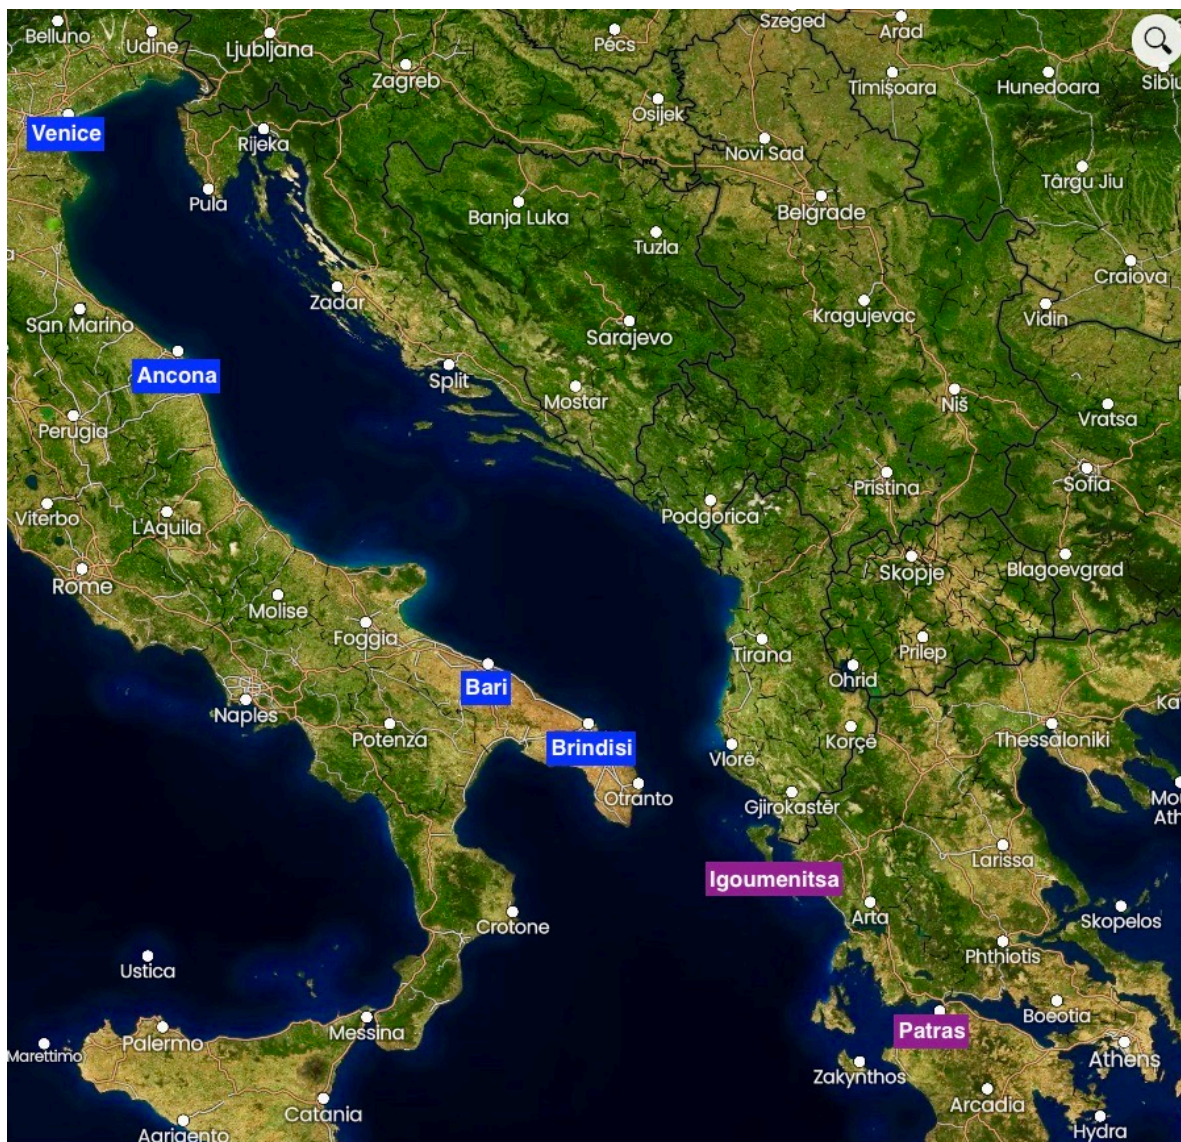 Belluno
Udine
Ljubljana
Zagreb
Pécs
Szeged
Arad
Timișoara
Hunedoara
Sibiu
Venice
Rijeka
Osijek
Novi Sad
Pula
Banja Luka
Belgrade
Târgu Jiu
Tuzla
Craiova
Zadar
San Marino
Sarajevo
Kragujevac
Vidin
Ancona
Split
Mostar
Niš
Vratsa
Perugia
Viterbo
L'Aquila
Podgorica
Pristina
Sofia
Rome
Molise
Skopje
Blagoevgrad
Foggia
Tirana
Prilep
Ohrid
Bari
Naples
Potenza
Brindisi
Vlorë
Korçë
Thessaloniki
Otranto
Gjirokastër
Larissa
Igoumenitsa
Crotone
Arta
Skopelos
Ustica
Phthiotis
Messina
Patras
Boeotia
Marettimo
Palermo
Zakynthos
Athens
Catania
Arcadia
Agrigento
Hydra